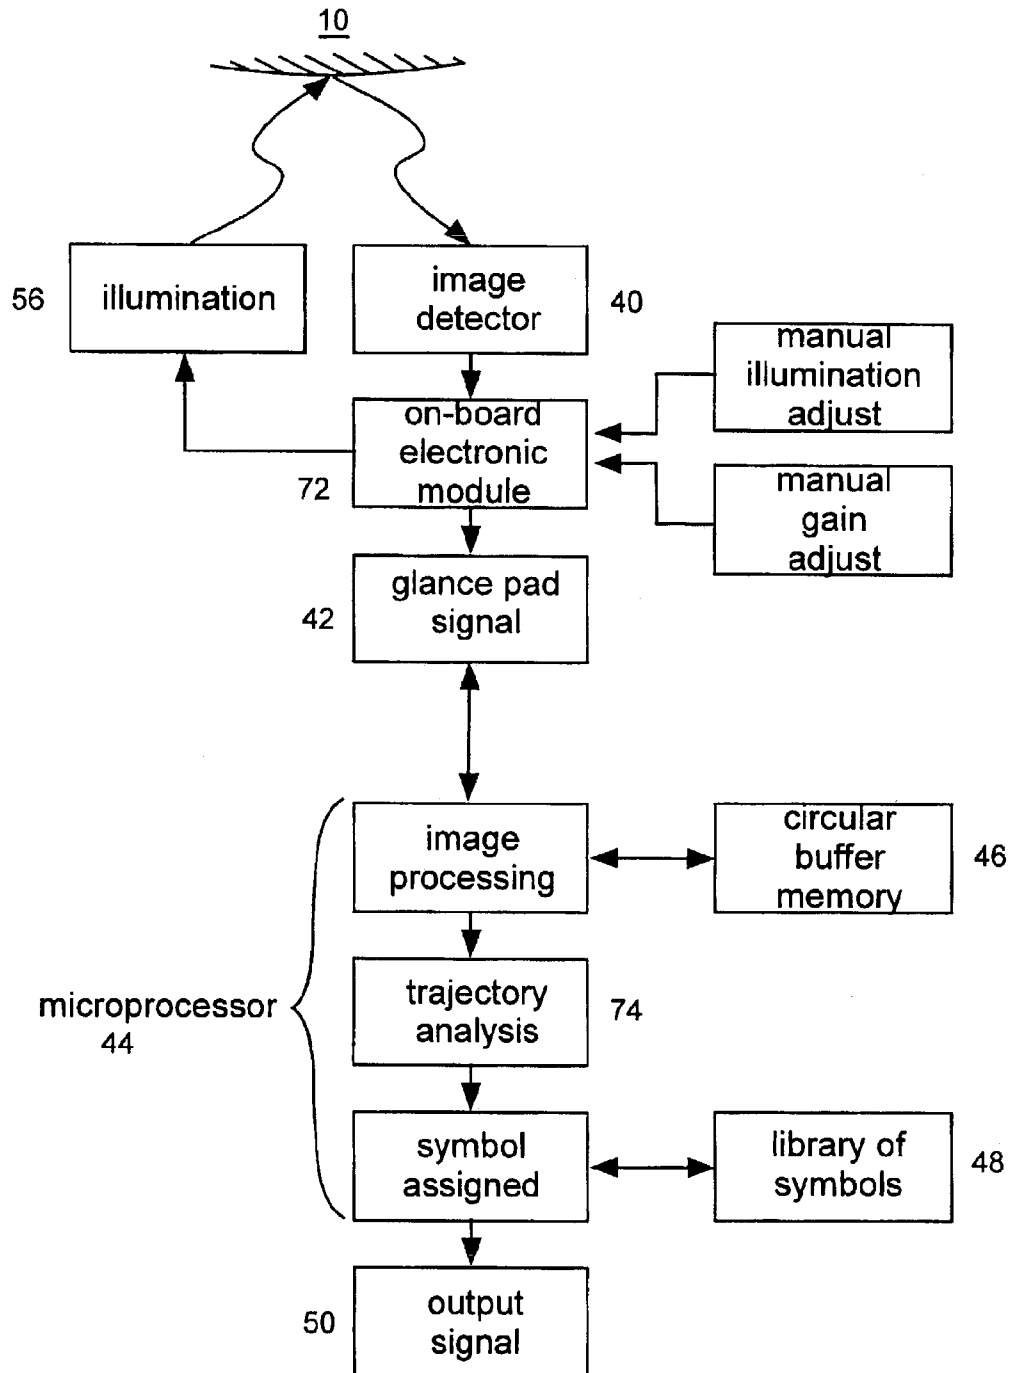 10
56
illumination
image
detector
40
manual
illumination
adjust
on-board
electronic
module
72
manual
gain
adjust
glance pad
signal
42
image
processing
circular
buffer
memory
46
microprocessor
44
trajectory
analysis
74
symbol
assigned
library of
symbols
48
50
output
signal